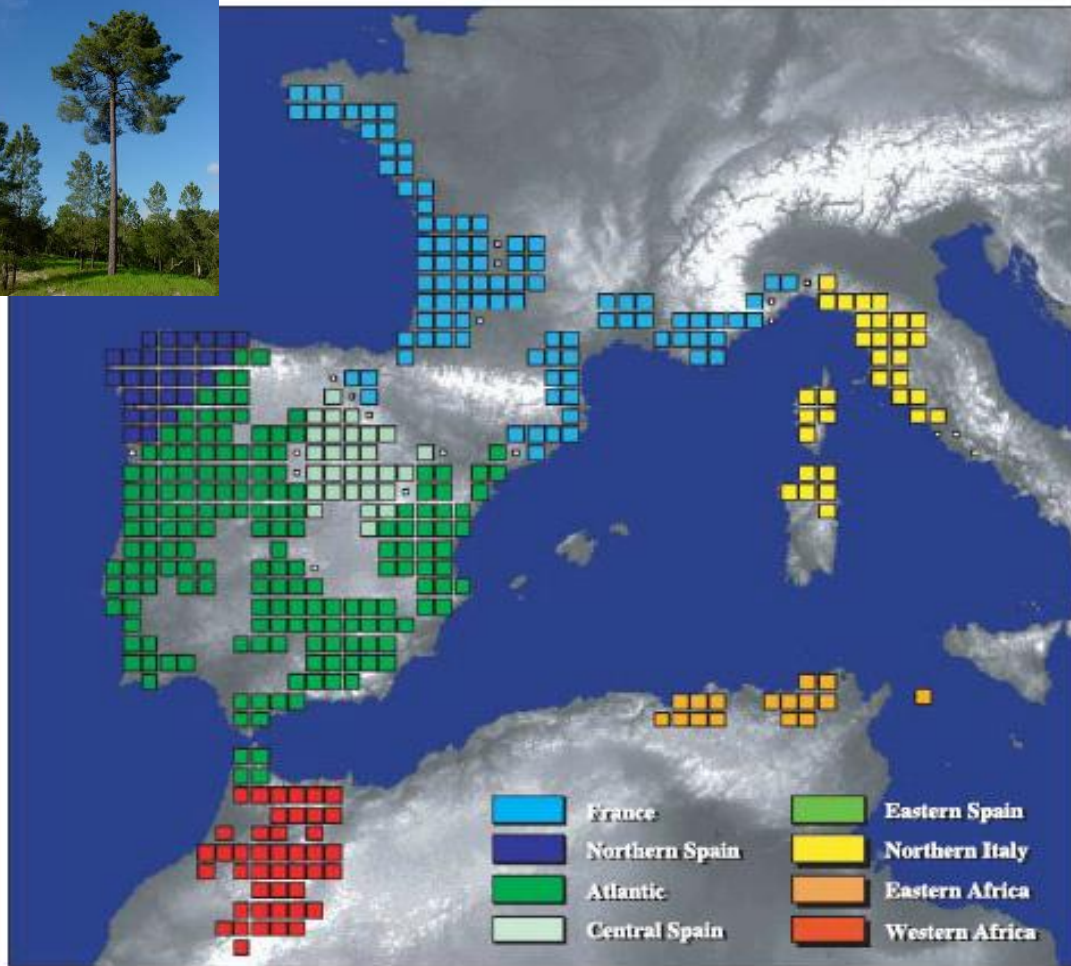 France
Northern Spain
Atlantic
Central Spain
Eastern Spain
Northern Italy
Eastern Africa
Western Africa